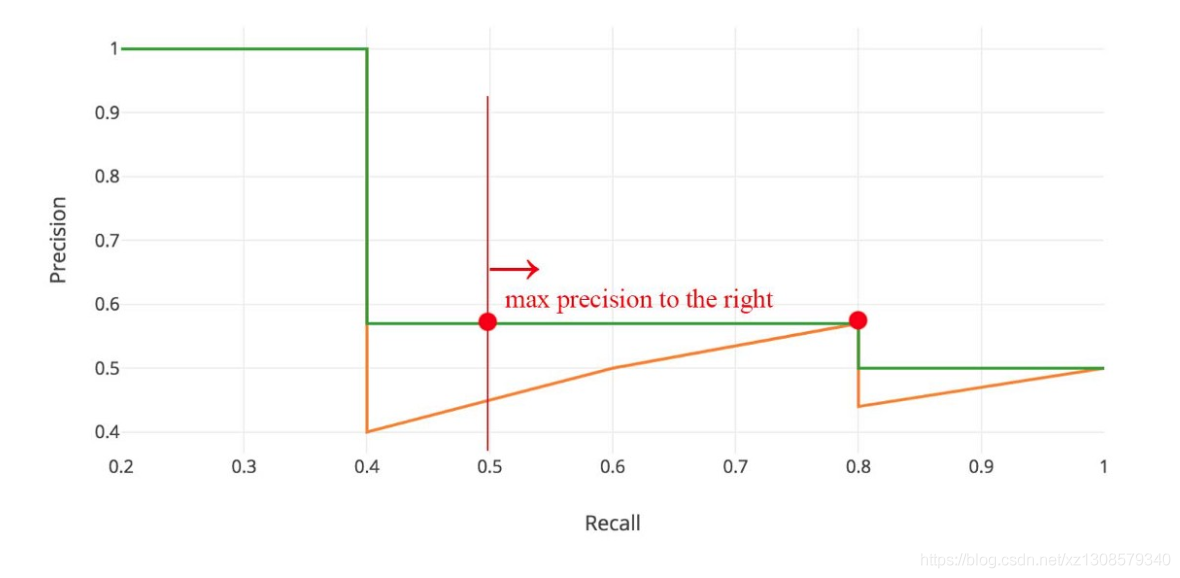 1
0.9
0.8
0.7
0.6
0.5
0.4
Precision
max precision to the right
0.2 0.3 0.4 0.5 0.6 0.7 0.8 0.9 1
Recall
https://blog.csdn.net/xz1308579340